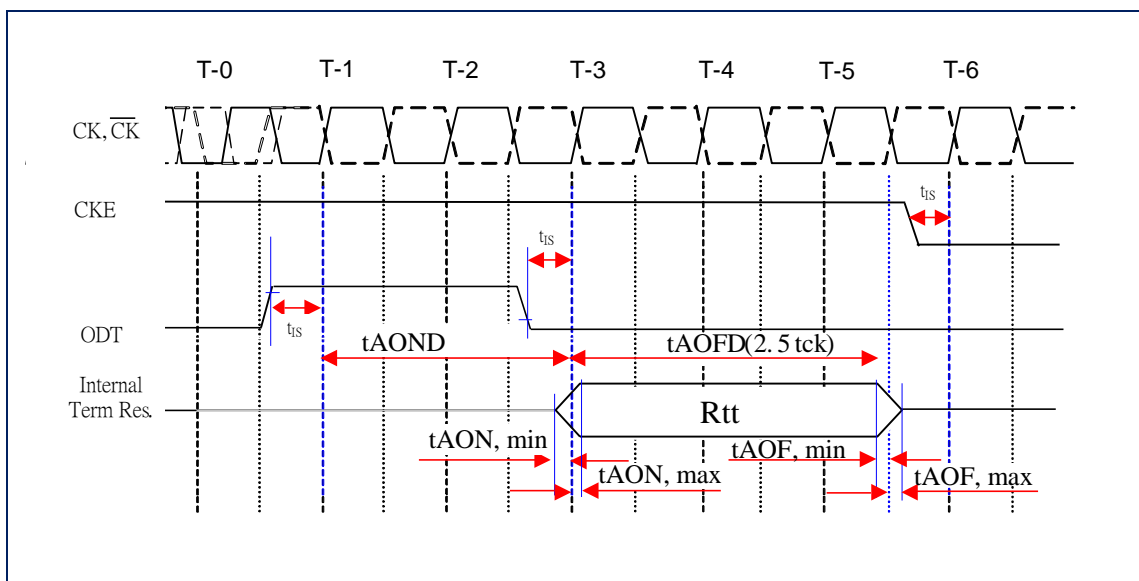 T-0 T-1 T-2 T-3 T-4 T-5 T-6
CK, CK
CKE
tIS
tIS
tIS
ODT
tAOND
tAOFD(2.5 tck)
Internal
Term Res.
Rtt
tAON, min
tAOF, min
tAON, max
tAOF, max